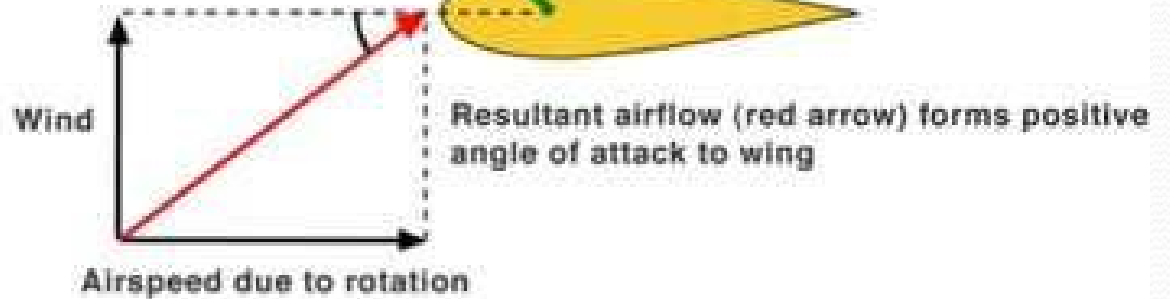 Wind
Resultant airflow (red arrow) forms positive
angle of attack to wing
Airspeed due to rotation